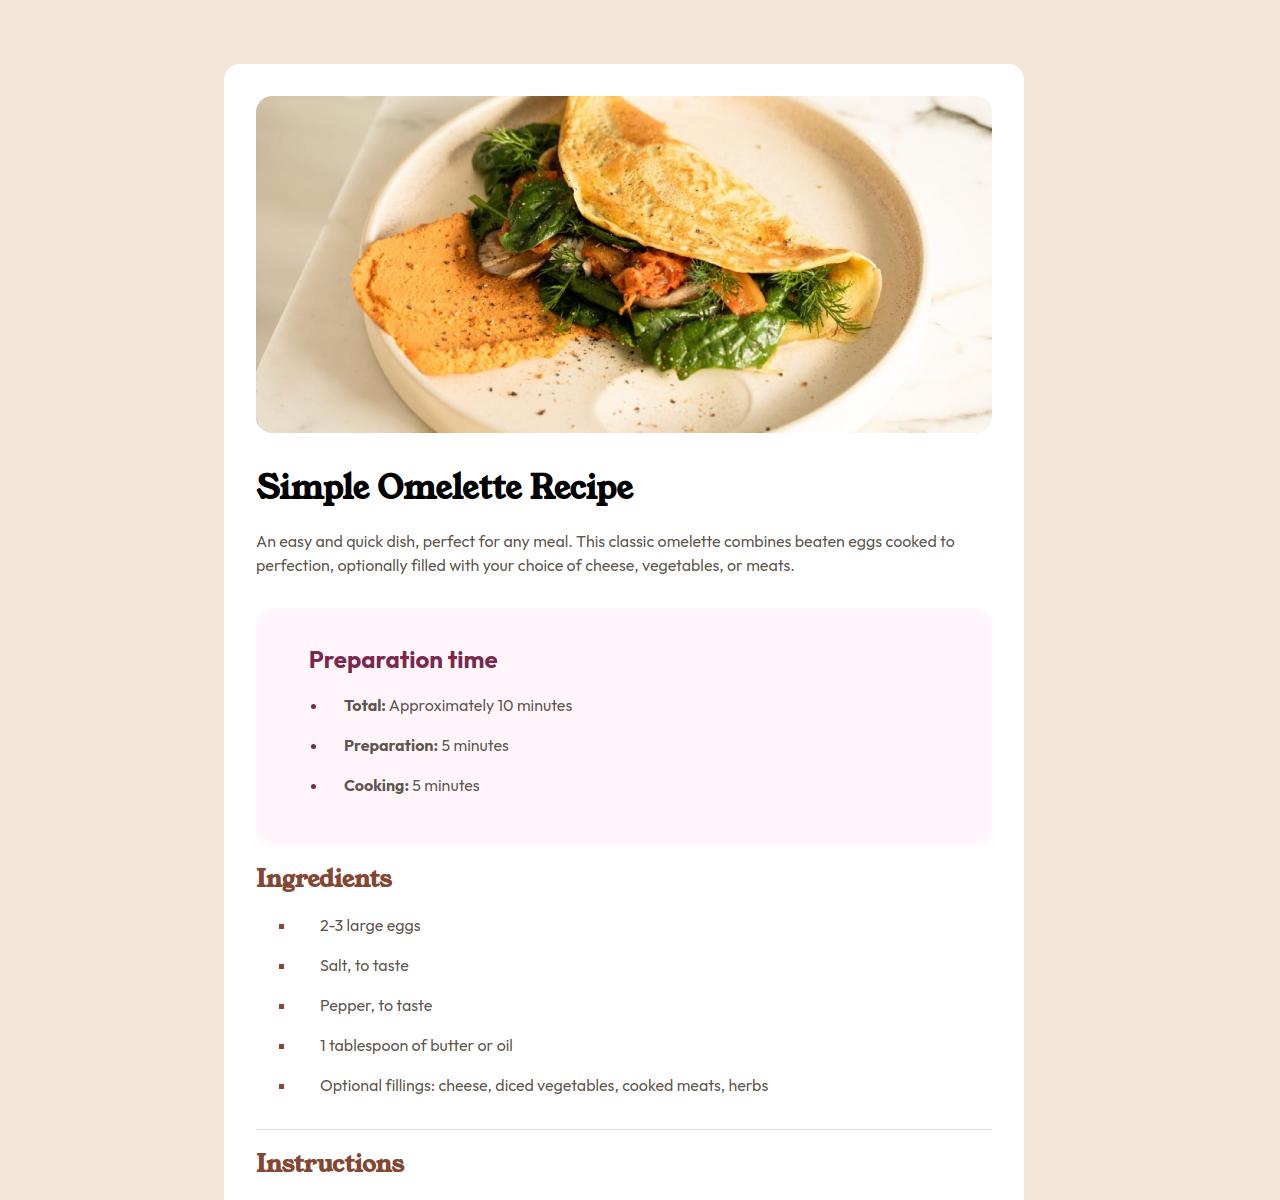 Simple Omelette Recipe
An easy and quick dish, perfect for any meal. This classic omelette combines beaten eggs cooked to
perfection, optionally filled with your choice of cheese, vegetables, or meats.
Preparation time
Total: Approximately 10 minutes
Preparation: 5 minutes
Cooking: 5 minutes
Ingredients
2-3 large eggs
Salt, to taste
Pepper, to taste
1 tablespoon of butter or oil
Optional fillings: cheese, diced vegetables, cooked meats, herbs
Instructions